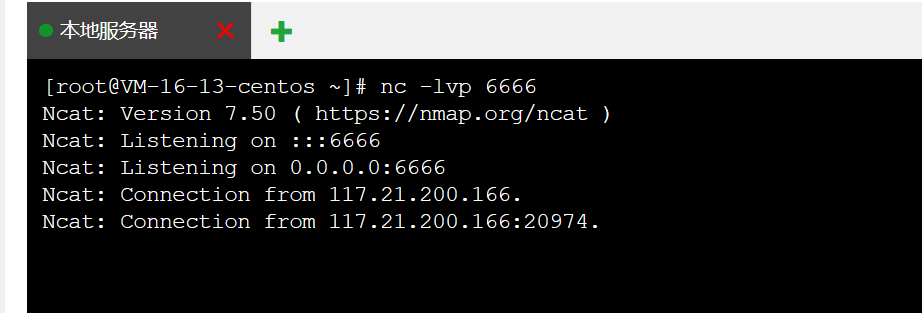 本地服务器
[root@VM-16-13-centos ~]# nc -lvp 6666
Ncat: Version 7.50 ( https://nmap.org/ncat )
Ncat: Listening on :::6666
Ncat: Listening on 0.0.0.0:6666
Ncat: Connection from 117.21.200.166.
Ncat: Connection from 117.21.200.166:20974.